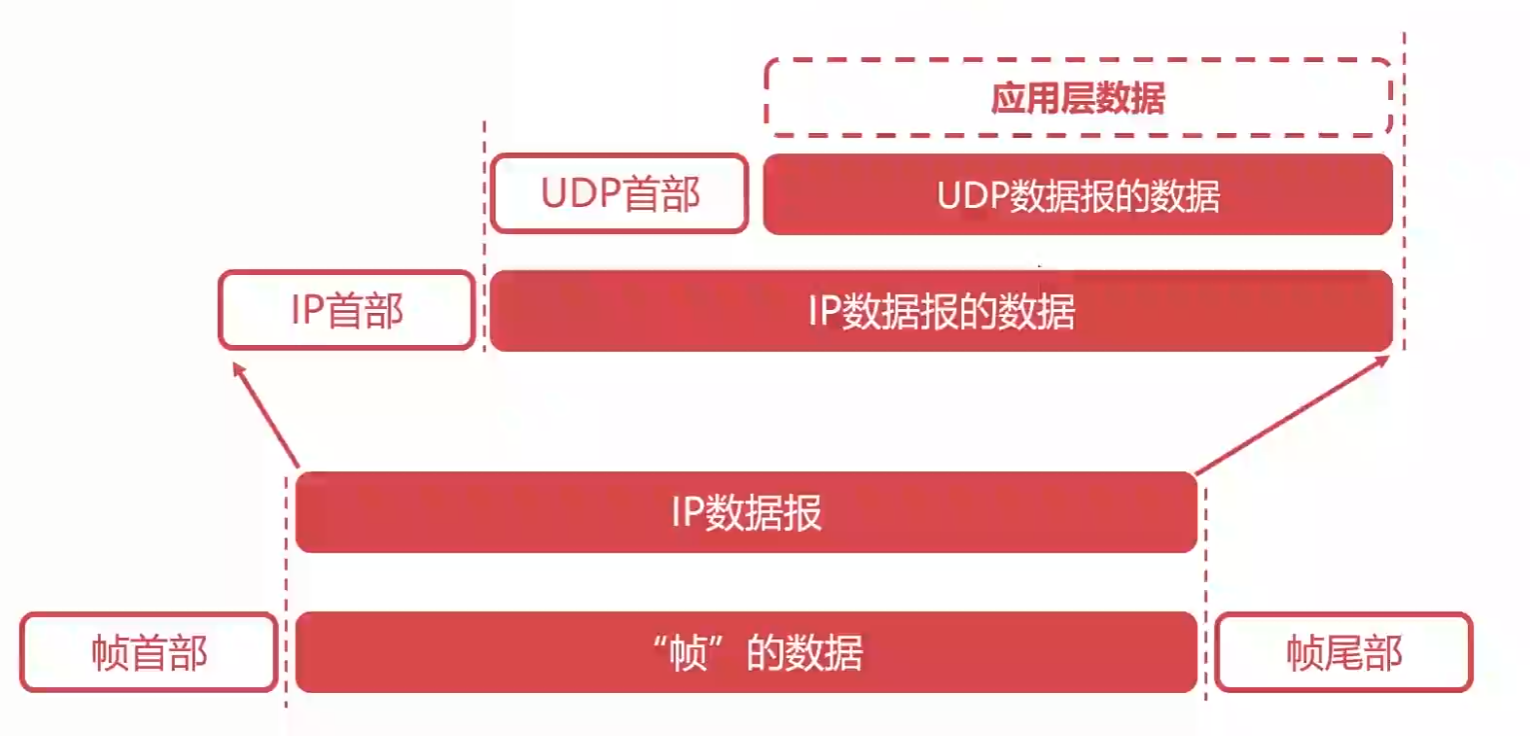 应用层数据
UDP首部
UDP数据报的数据
IP首部
IP数据报的数据
IP数据报
帧首部
“帧”的数据
帧尾部